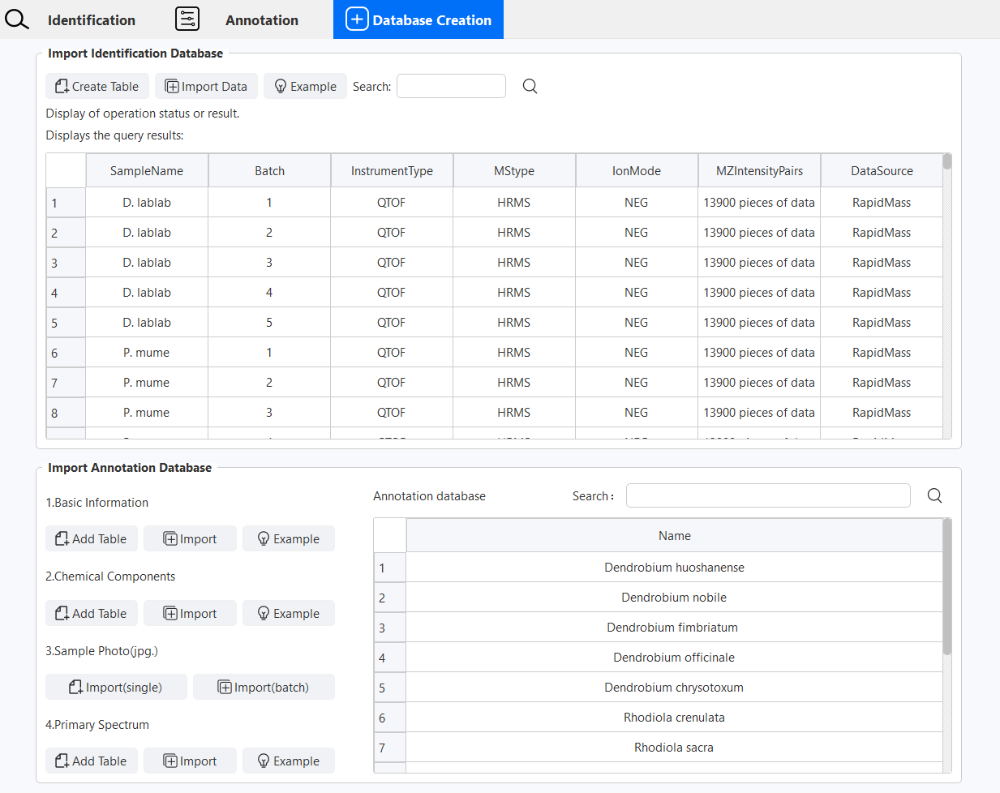 Identification Annotation Database Creation
Import Identification Database
Create Table Import Data Example Search:
Display of operation status or result.
Displays the query results:
SampleName Batch InstrumentType MStype IonMode MZIntensityPairs DataSource
1 D. lablab 1 QTOF HRMS NEG 13900 pieces of data RapidMass
2 D. lablab 2 QTOF HRMS NEG 13900 pieces of data RapidMass
3 D. lablab 3 QTOF HRMS NEG 13900 pieces of data RapidMass
4 D. lablab 4 QTOF HRMS NEG 13900 pieces of data RapidMass
5 D. lablab 5 QTOF HRMS NEG 13900 pieces of data RapidMass
6 P. mume 1 QTOF HRMS NEG 13900 pieces of data RapidMass
7 P. mume 2 QTOF HRMS NEG 13900 pieces of data RapidMass
8 P. mume 3 QTOF HRMS NEG 13900 pieces of data RapidMass
Import Annotation Database
1.Basic Information
Add Table Import Example
2.Chemical Components
Add Table Import Example
3.Sample Photo(jpg.)
Import(single) Import(batch)
4.Primary Spectrum
Add Table Import Example
Annotation database Search：
Name
1 Dendrobium huoshanense
2 Dendrobium nobile
3 Dendrobium fimbriatum
4 Dendrobium officinale
5 Dendrobium chrysotoxum
6 Rhodiola crenulata
7 Rhodiola sacra